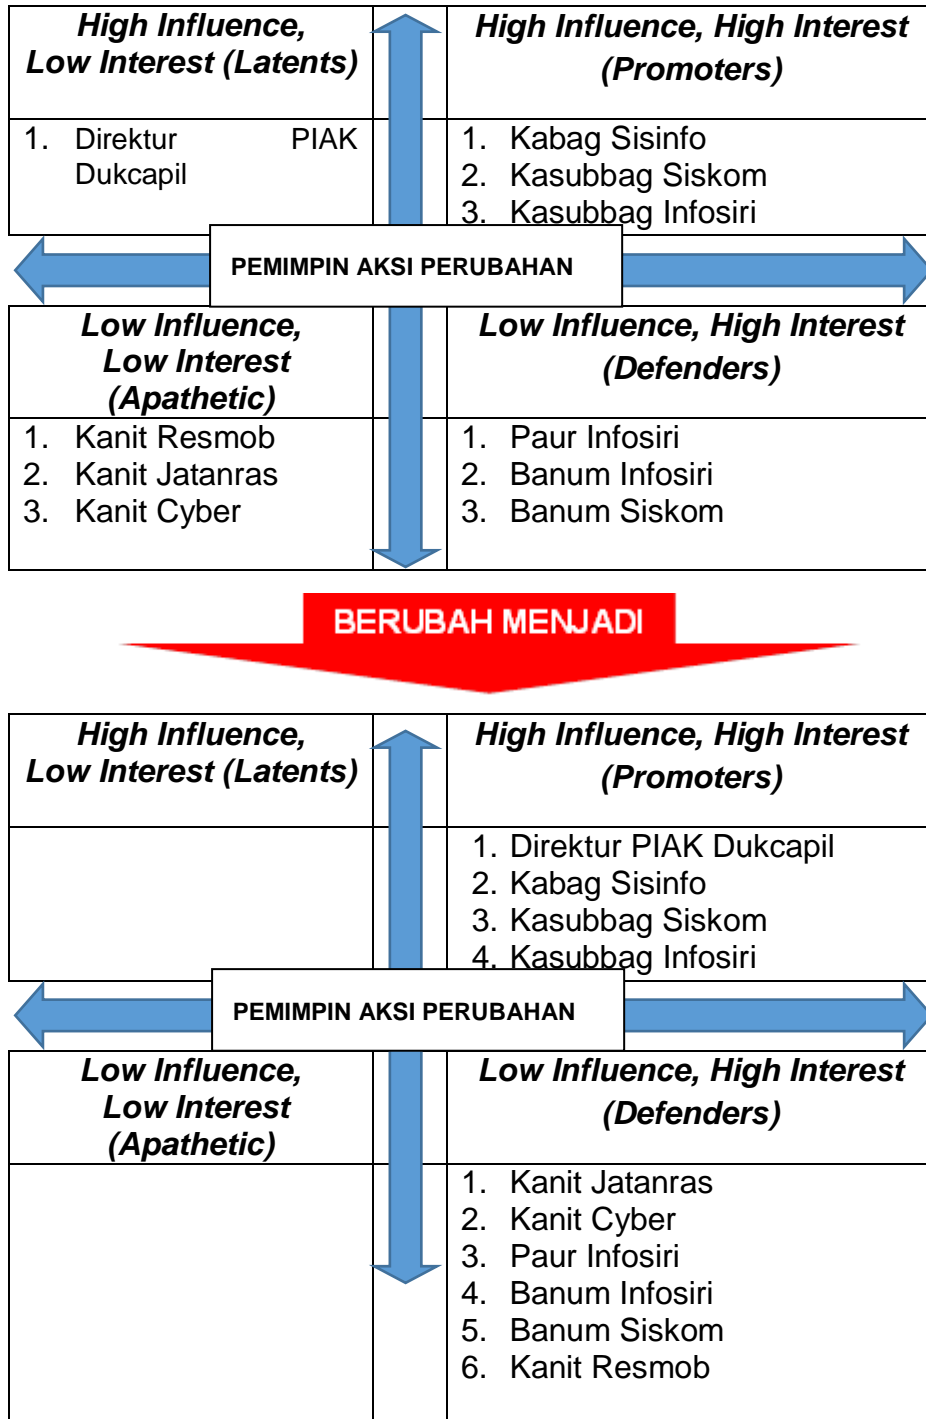 High Influence,
Low Interest (Latents)
High Influence, High Interest
(Promoters)
1. Direktur PIAK
Dukcapil
1. Kabag Sisinfo
2. Kasubbag Siskom
3. Kasubbag Infosiri
PEMIMPIN AKSI PERUBAHAN
Low Influence,
Low Interest
(Apathetic)
Low Influence, High Interest
(Defenders)
1. Kanit Resmob
2. Kanit Jatanras
3. Kanit Cyber
1. Paur Infosiri
2. Banum Infosiri
3. Banum Siskom
BERUBAH MENJADI
High Influence,
Low Interest (Latents)
High Influence, High Interest
(Promoters)
1. Direktur PIAK Dukcapil
2. Kabag Sisinfo
3. Kasubbag Siskom
4. Kasubbag Infosiri
PEMIMPIN AKSI PERUBAHAN
Low Influence,
Low Interest
(Apathetic)
Low Influence, High Interest
(Defenders)
1. Kanit Jatanras
2. Kanit Cyber
3. Paur Infosiri
4. Banum Infosiri
5. Banum Siskom
6. Kanit Resmob